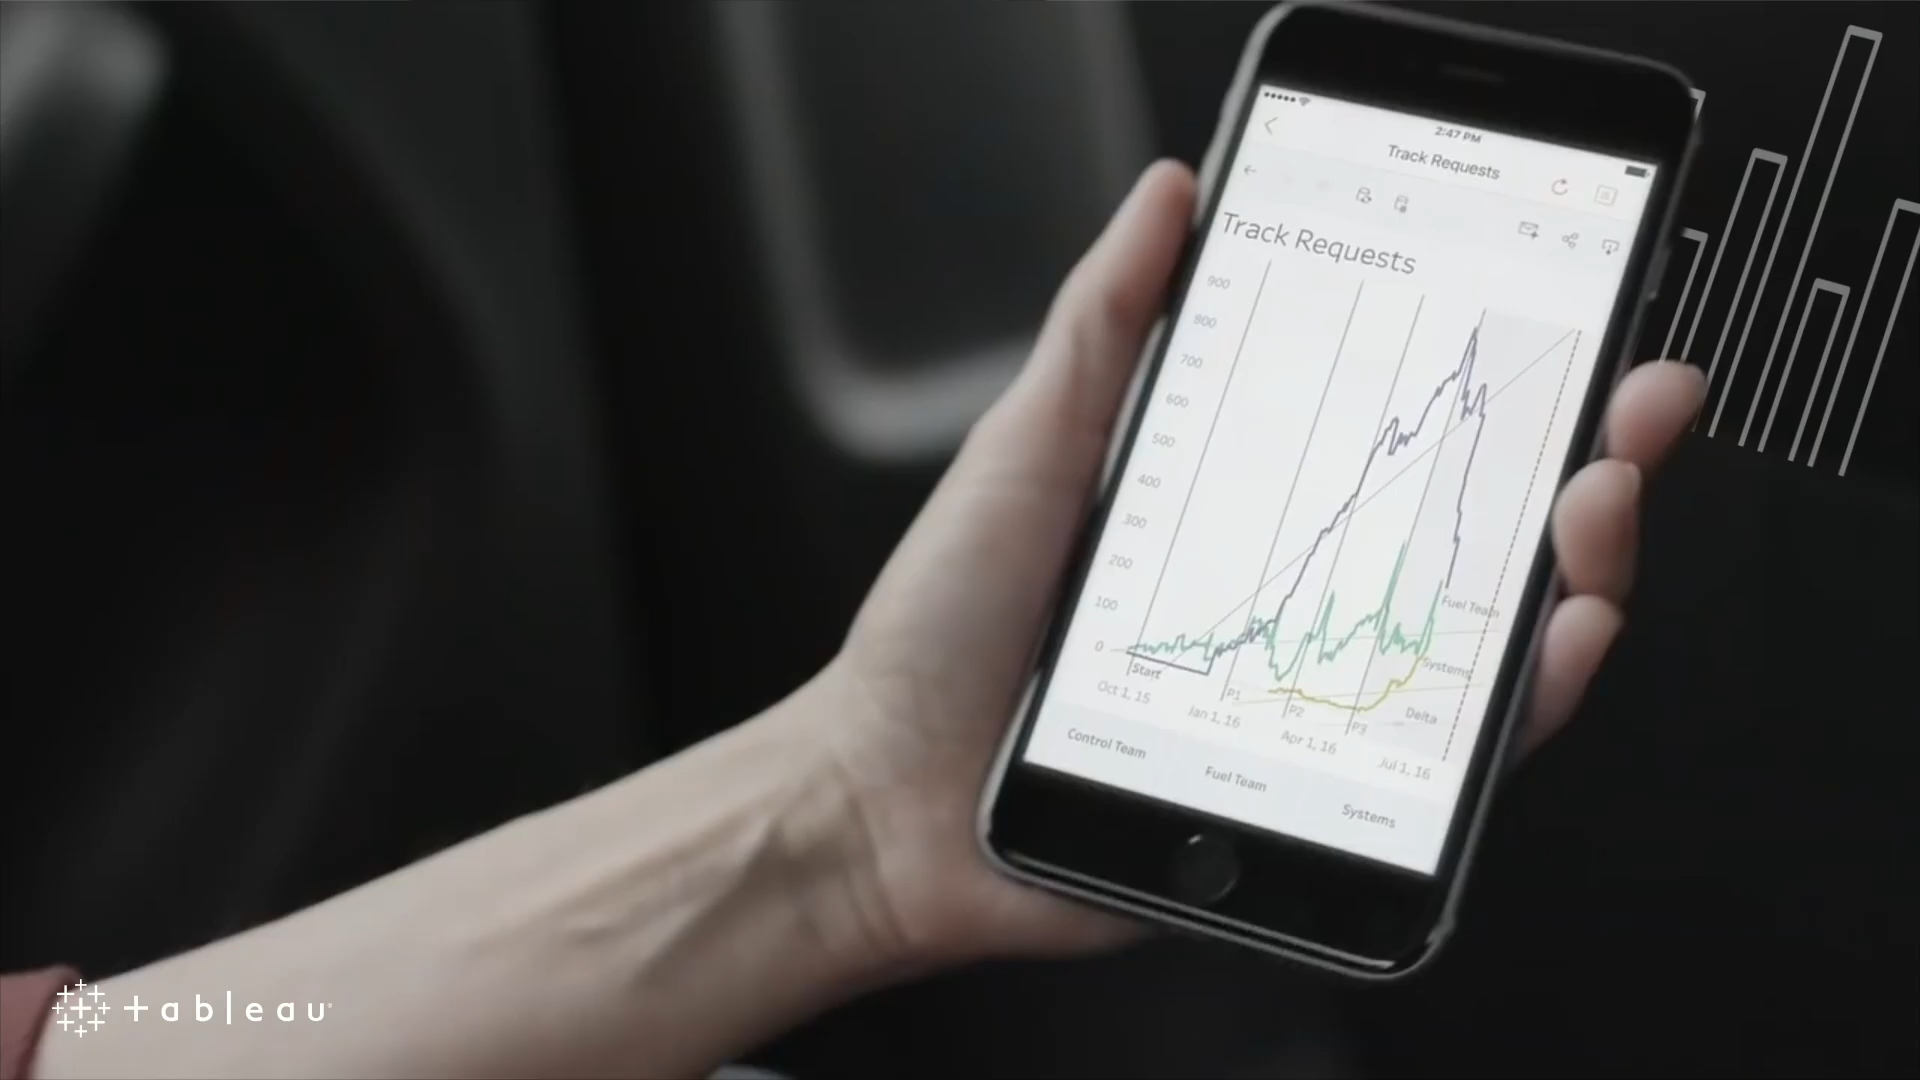 2:47 PM
Track Requests
Track Requests
900
800
700
600
500
400
300
200
100
0
Start
P1
P2
P3
Fuel Team
Systems
Delta
Oct 1, 15
Jan 1, 16
Apr 1, 16
Jul 1, 16
Control Team
Fuel Team
Systems
tableau